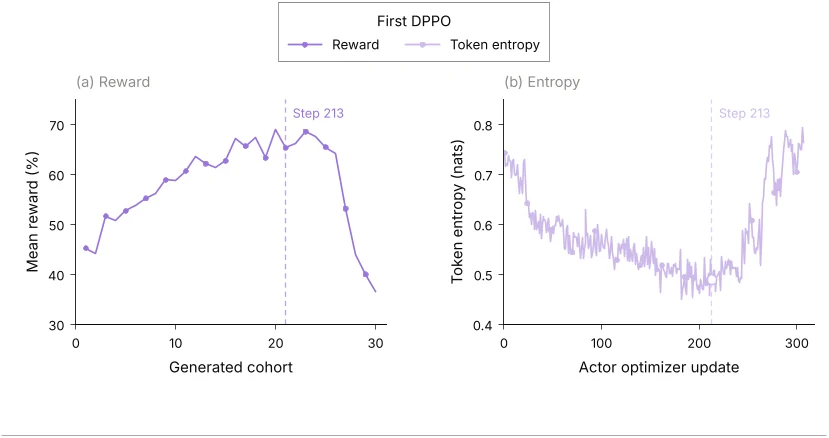 First DPPO
Reward
Token entropy
(a) Reward
(b) Entropy
Step 213
Step 213
Mean reward (%)
70
60
50
40
30
0
10
20
30
Generated cohort
Token entropy (nats)
0.8
0.7
0.6
0.5
0.4
0
100
200
300
Actor optimizer update